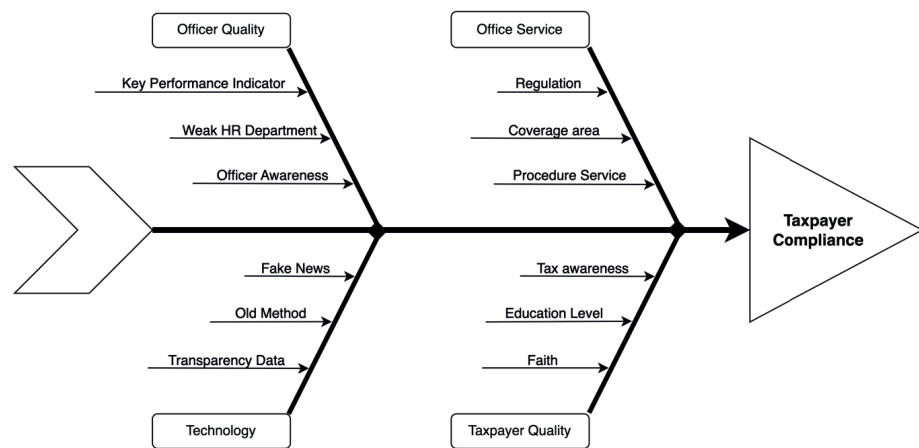 Officer Quality
Office Service
Key Performance Indicator
Regulation
Weak HR Department
Coverage area
Officer Awareness
Procedure Service
Taxpayer
Compliance
Fake News
Tax awareness
Old Method
Education Level
Transparency Data
Faith
Technology
Taxpayer Quality